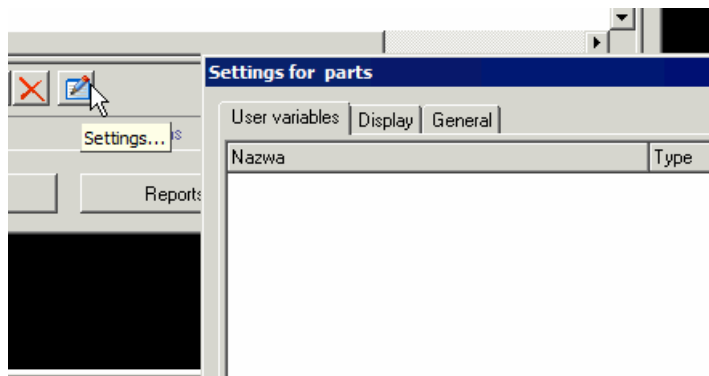 Settings for parts
User variables Display General
Settings...
Nazwa Type
Reports